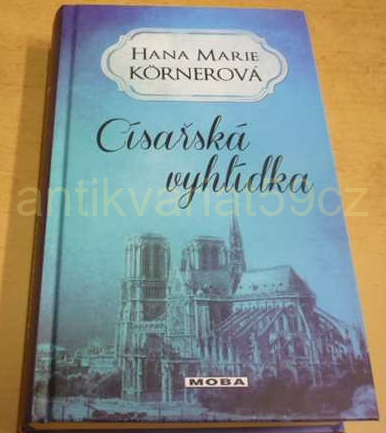 HANA MARIE
KÖRNEROVÁ
Císařská
vyhlídka
antikvariat59cz
MOBA